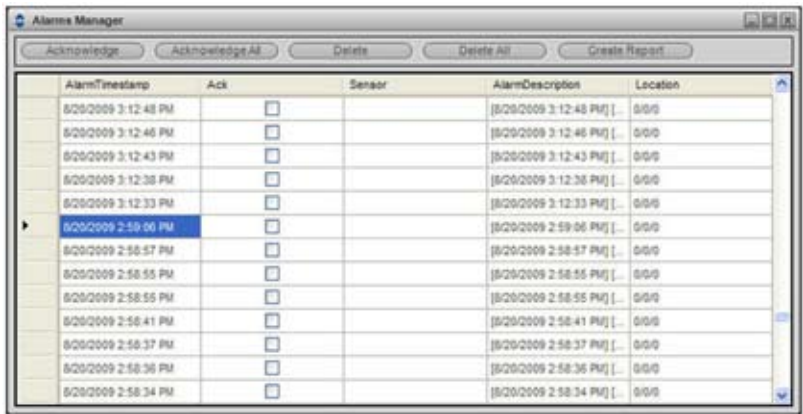 Alarms Manager
Acknowledge Acknowledge All Delete Delete All Create Report
AlarmTimestamp Ack Sensor AlarmDescription Location
8/20/2009 3:12:48 PM [8/20/2009 3:12:48 PM] [... 0/0/0
8/20/2009 3:12:46 PM [8/20/2009 3:12:46 PM] [... 0/0/0
8/20/2009 3:12:43 PM [8/20/2009 3:12:43 PM] [... 0/0/0
8/20/2009 3:12:38 PM [8/20/2009 3:12:38 PM] [... 0/0/0
8/20/2009 3:12:33 PM [8/20/2009 3:12:33 PM] [... 0/0/0
8/20/2009 2:59:06 PM [8/20/2009 2:59:06 PM] [... 0/0/0
8/20/2009 2:58:57 PM [8/20/2009 2:58:57 PM] [... 0/0/0
8/20/2009 2:58:55 PM [8/20/2009 2:58:55 PM] [... 0/0/0
8/20/2009 2:58:55 PM [8/20/2009 2:58:55 PM] [... 0/0/0
8/20/2009 2:58:41 PM [8/20/2009 2:58:41 PM] [... 0/0/0
8/20/2009 2:58:37 PM [8/20/2009 2:58:37 PM] [... 0/0/0
8/20/2009 2:58:36 PM [8/20/2009 2:58:36 PM] [... 0/0/0
8/20/2009 2:58:34 PM [8/20/2009 2:58:34 PM] [... 0/0/0